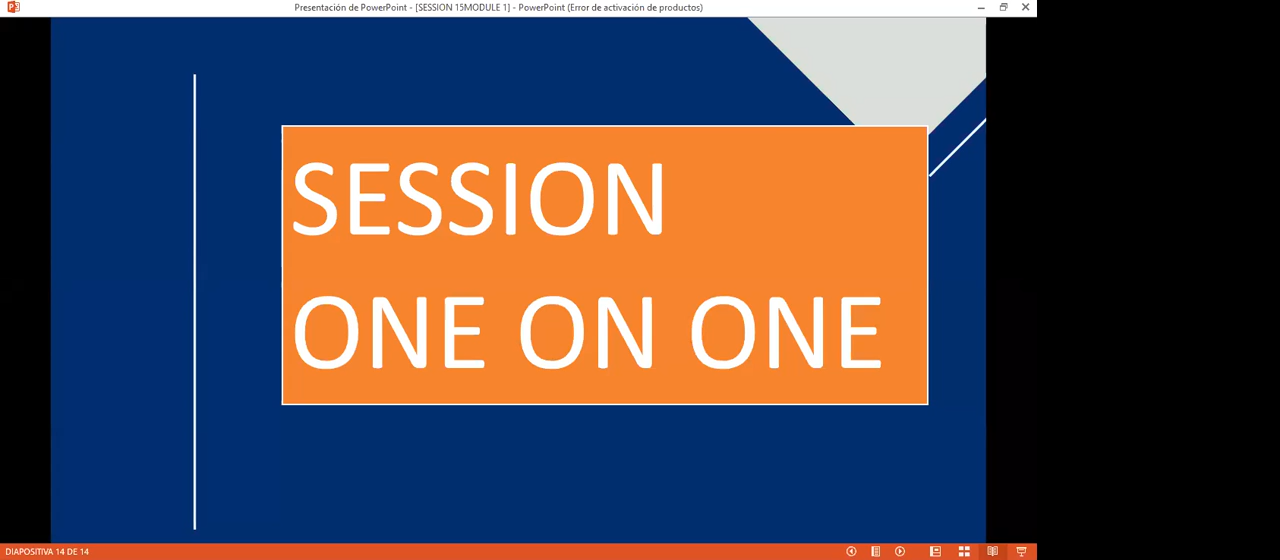 Presentación de PowerPoint - [SESSION 15MODULE 1] - PowerPoint (Error de activación de productos)
SESSION
ONE ON ONE
DIAPOSITIVA 14 DE 14